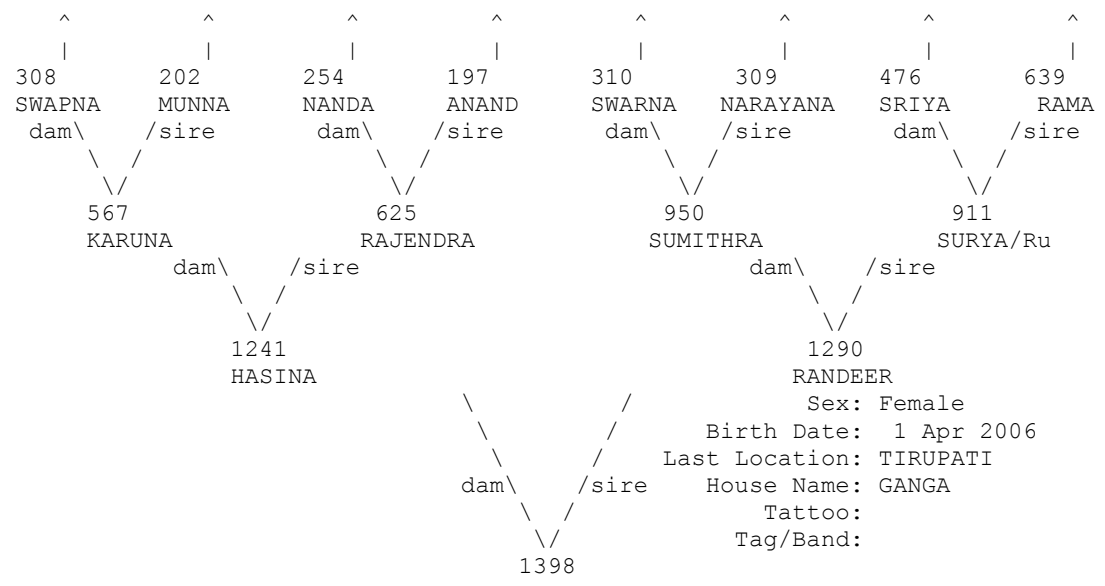 ^ ^ ^ ^ ^ ^ ^ ^
| | | | | | | |
308 202 254 197 310 309 476 639
SWAPNA MUNNA NANDA ANAND SWARNA NARAYANA SRIYA RAMA
dam\ /sire dam\ /sire dam\ /sire dam\ /sire
\ / \ / \ / \ /
\/ \/ \/ \/
567 625 950 911
KARUNA RAJENDRA SUMITHRA SURYA/Ru
dam\ /sire dam\ /sire
\ / \ /
\/ \/
1241 1290
HASINA RANDEER
\ / Sex: Female
\ / Birth Date: 1 Apr 2006
\ / Last Location: TIRUPATI
dam\ /sire House Name: GANGA
\ / Tattoo:
\/ Tag/Band:
1398